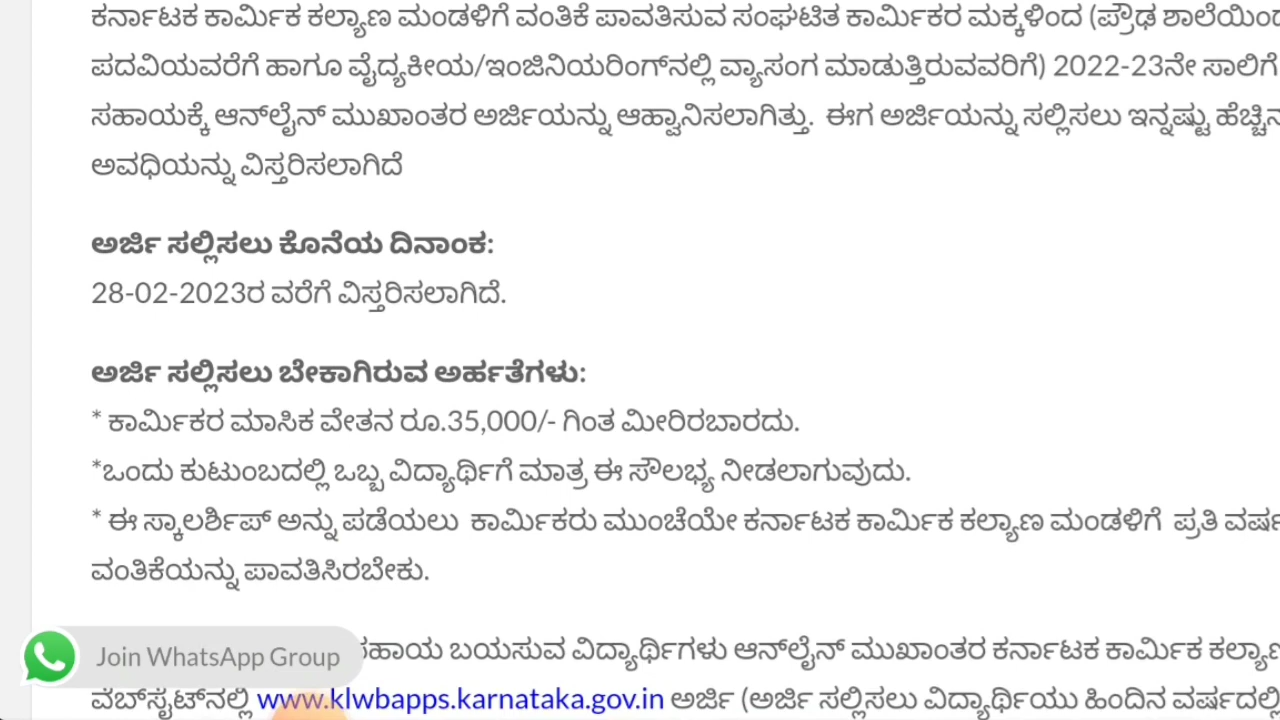 ಕರ್ನಾಟಕ ಕಾರ್ಮಿಕ ಕಲ್ಯಾಣ ಮಂಡಳಿಗೆ ವಂತಿಕೆ ಪಾವತಿಸುವ ಸಂಘಟಿತ ಕಾರ್ಮಿಕರ ಮಕ್ಕಳಿಂದ (ಪ್ರೌಢ
ಪದವಿಯವರೆಗೆ ಹಾಗೂ ವೈದ್ಯಕೀಯ/ಇಂಜಿನಿಯರಿಂಗ್‌ನಲ್ಲಿ ವ್ಯಾಸಂಗ ಮಾಡುತ್ತಿರುವವರಿಗೆ) 2022-23ನೇ ಸಾಲಿಗೆ
ಸಹಾಯಕ್ಕೆ ಆನ್‌ಲೈನ್ ಮುಖಾಂತರ ಅರ್ಜಿಯನ್ನು ಆಹ್ವಾನಿಸಲಾಗಿತ್ತು. ಈಗ ಅರ್ಜಿಯನ್ನು ಸಲ್ಲಿಸಲು ಇನ್ನಷ್ಟು
ಅವಧಿಯನ್ನು ವಿಸ್ತರಿಸಲಾಗಿದೆ
ಅರ್ಜಿ ಸಲ್ಲಿಸಲು ಕೊನೆಯ ದಿನಾಂಕ:
28-02-2023ರ ವರೆಗೆ ವಿಸ್ತರಿಸಲಾಗಿದೆ.
ಅರ್ಜಿ ಸಲ್ಲಿಸಲು ಬೇಕಾಗಿರುವ ಅರ್ಹತೆಗಳು:
* ಕಾರ್ಮಿಕರ ಮಾಸಿಕ ವೇತನ ರೂ.35,000/- ಗಿಂತ ಮೀರಿರಬಾರದು.
*ಒಂದು ಕುಟುಂಬದಲ್ಲಿ ಒಬ್ಬ ವಿದ್ಯಾರ್ಥಿಗೆ ಮಾತ್ರ ಈ ಸೌಲಭ್ಯ ನೀಡಲಾಗುವುದು.
* ಈ ಸ್ಕಾಲರ್ಶಿಪ್ ಅನ್ನು ಪಡೆಯಲು ಕಾರ್ಮಿಕರು ಮುಂಚೆಯೇ ಕರ್ನಾಟಕ ಕಾರ್ಮಿಕ ಕಲ್ಯಾಣ ಮಂಡಳಿಗೆ ಪ್ರತಿ
ವಂತಿಕೆಯನ್ನು ಪಾವತಿಸಿರಬೇಕು.
Join WhatsApp Group ಸಹಾಯ ಬಯಸುವ ವಿದ್ಯಾರ್ಥಿಗಳು ಆನ್‌ಲೈನ್ ಮುಖಾಂತರ ಕರ್ನಾಟಕ ಕಾರ್ಮಿಕ
ವೆಬ್‌ಸೈಟ್‌ನಲ್ಲಿ www.klwbapps.karnataka.gov.in ಅರ್ಜಿ (ಅರ್ಜಿ ಸಲ್ಲಿಸಲು ವಿದ್ಯಾರ್ಥಿಯು ಹಿಂದಿನ ವರ್ಷದಲ್ಲಿ